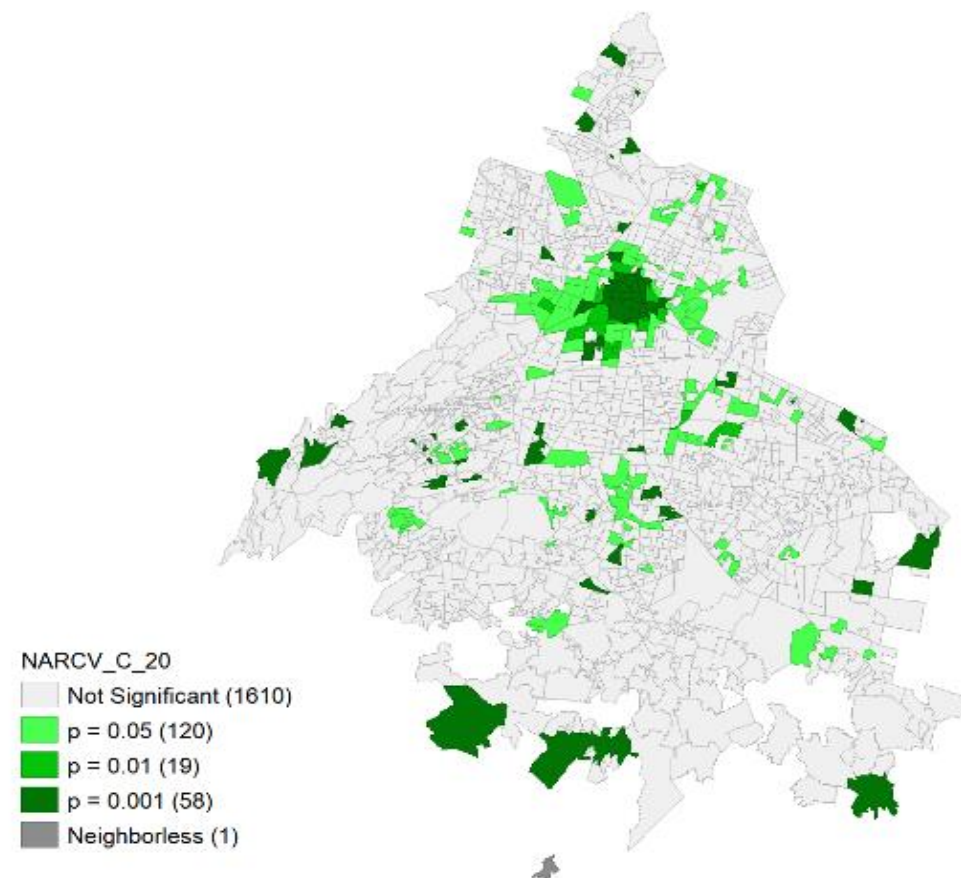 NARCV_C_20
Not Significant (1610)
p = 0.05 (120)
p = 0.01 (19)
p = 0.001 (58)
Neighborless (1)